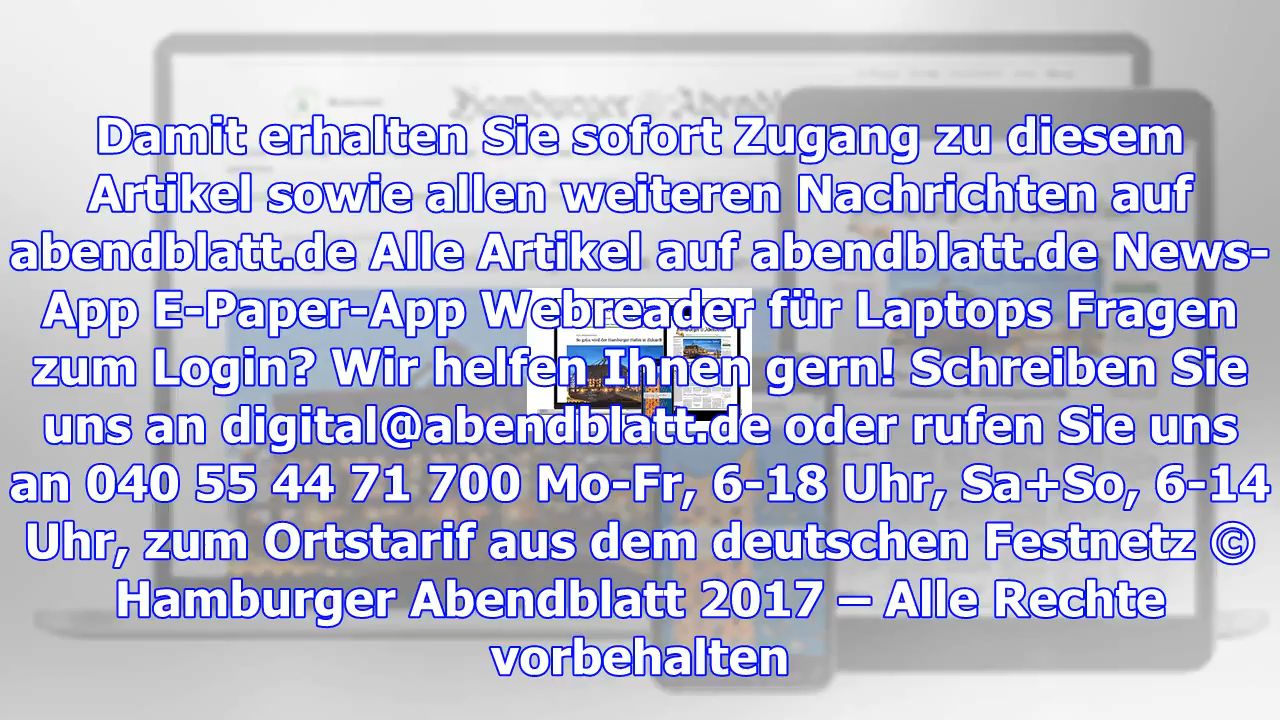 Damit erhalten Sie sofort Zugang zu diesem
Artikel sowie allen weiteren Nachrichten auf
abendblatt.de Alle Artikel auf abendblatt.de News-
App E-Paper-App Webreader für Laptops Fragen
zum Login? Wir helfen Ihnen gern! Schreiben Sie
uns an digital@abendblatt.de oder rufen Sie uns
an 040 55 44 71 700 Mo-Fr, 6-18 Uhr, Sa+So, 6-14
Uhr, zum Ortstarif aus dem deutschen Festnetz ©
Hamburger Abendblatt 2017 – Alle Rechte
vorbehalten